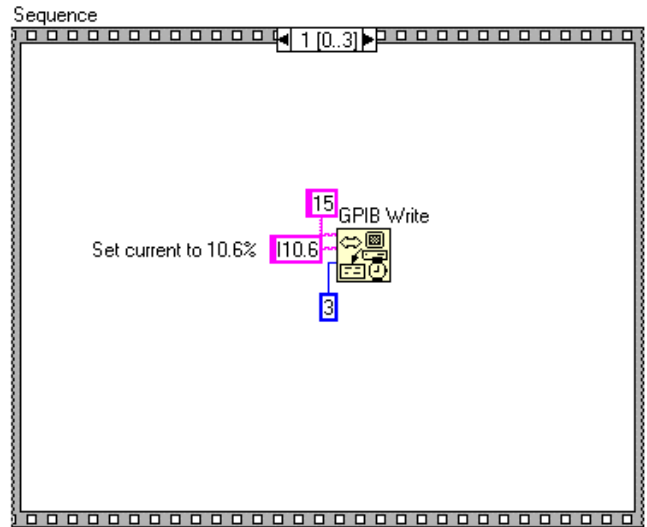 Sequence
1 [0..3]
15
GPIB Write
Set current to 10.6% I10.6
3